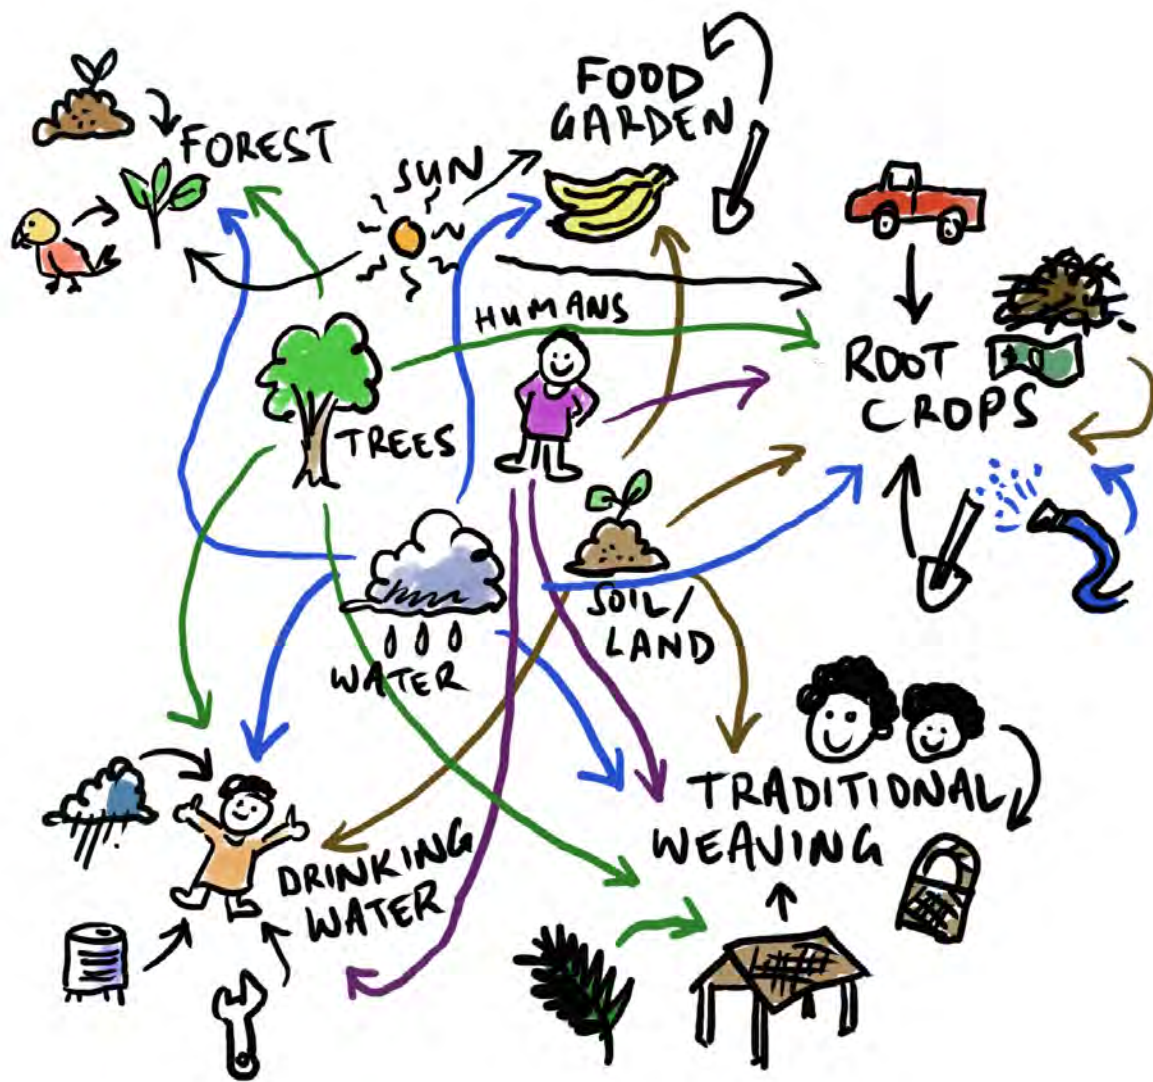 FOOD
GARDEN
FOREST
SUN
HUMANS
ROOT
CROPS
TREES
SOIL/
LAND
WATER
TRADITIONAL
WEAVING
DRINKING
WATER